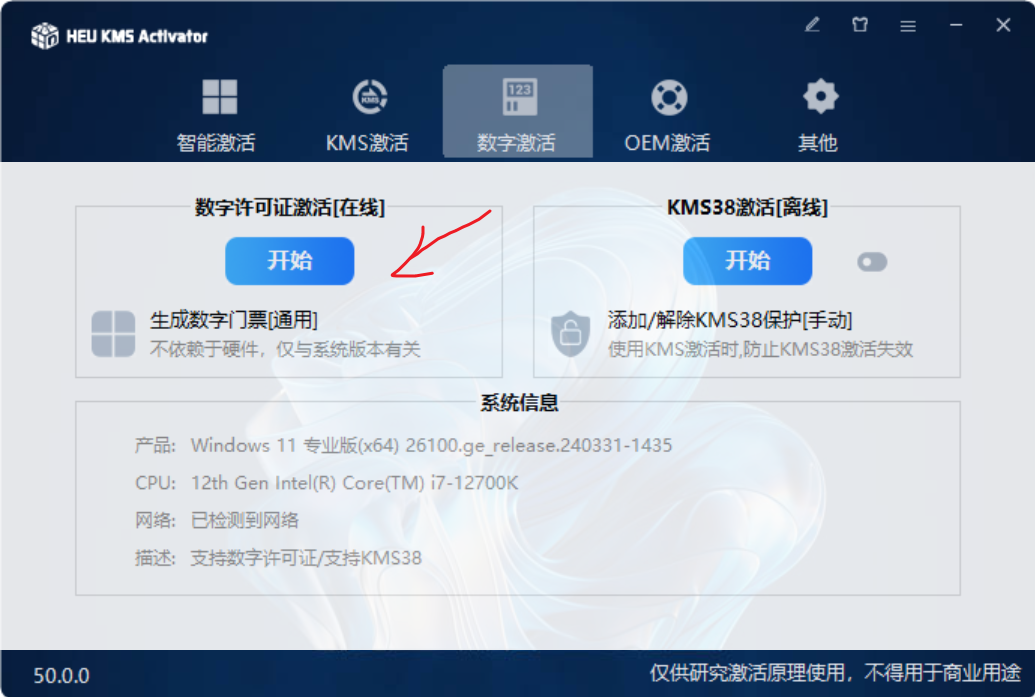 HEU KMS Activator
智能激活
KMS
KMS激活
123
数字激活
OEM激活
其他
数字许可证激活[在线]
开始
生成数字门票[通用]
不依赖于硬件，仅与系统版本有关
KMS38激活[离线]
开始
添加/解除KMS38保护[手动]
使用KMS激活时,防止KMS38激活失效
系统信息
产品: Windows 11 专业版(x64) 26100.ge_release.240331-1435
CPU: 12th Gen Intel(R) Core(TM) i7-12700K
网络: 已检测到网络
描述: 支持数字许可证/支持KMS38
50.0.0
仅供研究激活原理使用，不得用于商业用途